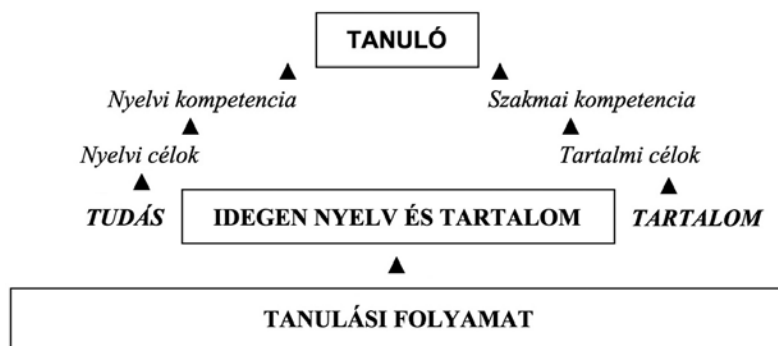 TANULÓ
Nyelvi kompetencia Szakmai kompetencia
Nyelvi célok Tartalmi célok
TUDÁS IDEGEN NYELV ÉS TARTALOM TARTALOM
TANULÁSI FOLYAMAT